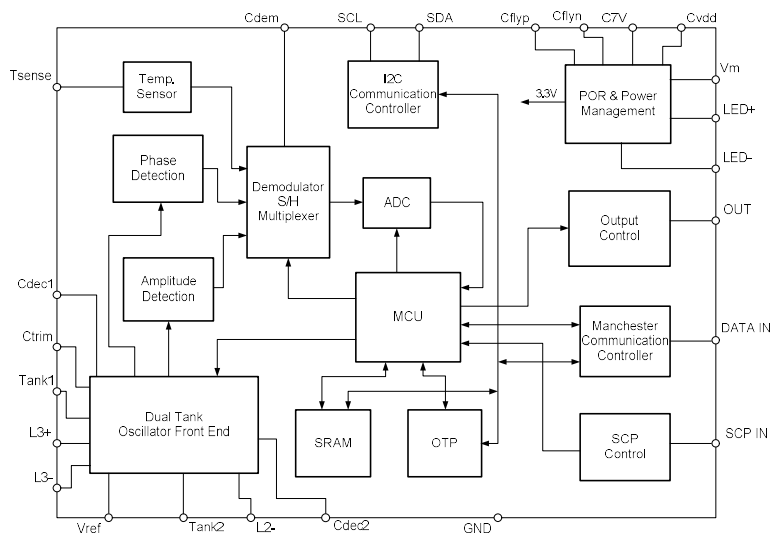 Cdem
SCL
SDA
Cflyp
Cflyn
C7V
Cvdd
Tsense
Temp.
Sensor
I2C
Communication
Controller
3.3V
POR & Power
Management
Vm
LED+
LED-
Phase
Detection
Demodulator
S/H
Multiplexer
ADC
Output
Control
OUT
Cdec1
Amplitude
Detection
MCU
Manchester
Communication
Controller
DATA IN
Ctrim
Tank1
L3+
L3-
Dual Tank
Oscillator Front End
SRAM
OTP
SCP
Control
SCP IN
Vref
Tank2
L2-
Cdec2
GND